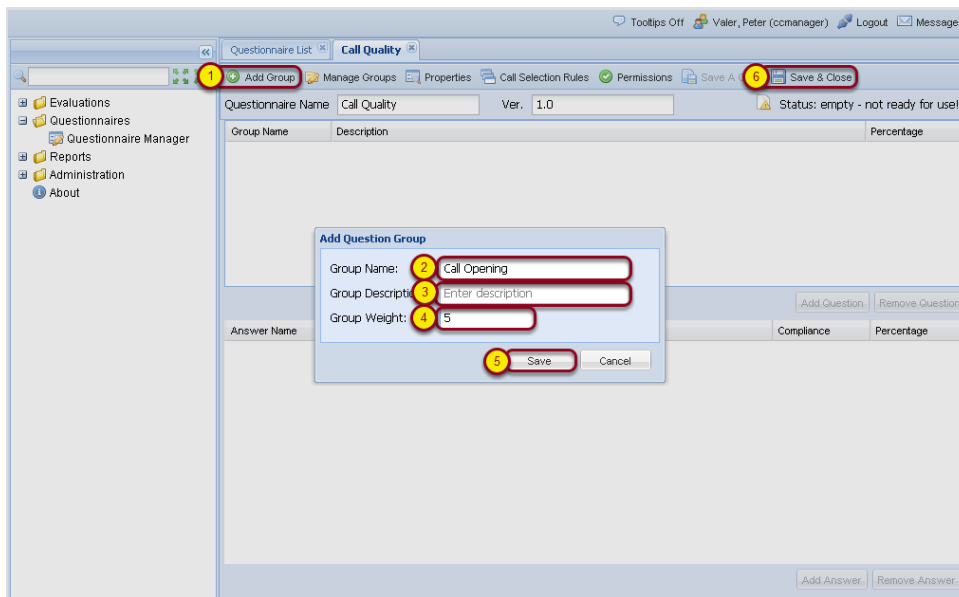 Tooltips Off Valer, Peter (ccmanager) Logout Message
Questionnaire List Call Quality
1 Add Group Manage Groups Properties Call Selection Rules Permissions Save A 6 Save & Close
Evaluations
Questionnaires
Questionnaire Manager
Reports
Administration
About
Questionnaire Name Call Quality Ver. 1.0 Status: empty - not ready for use!
Group Name Description Percentage
Add Question Group
Group Name: 2 Call Opening
Group Descripti 3 Enter description
Group Weight: 4 5
5 Save Cancel
Add Question Remove Question
Answer Name Compliance Percentage
Add Answer Remove Answer